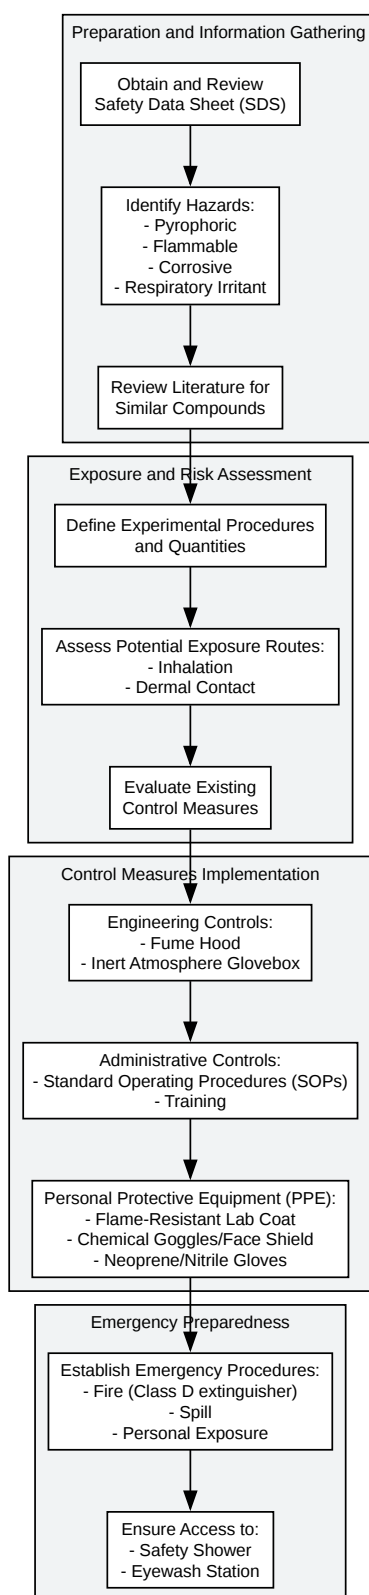 Preparation and Information Gathering
Obtain and Review
Safety Data Sheet (SDS)
Identify Hazards:
- Pyrophoric
- Flammable
- Corrosive
- Respiratory Irritant
Review Literature for
Similar Compounds
Exposure and Risk Assessment
Define Experimental Procedures
and Quantities
Assess Potential Exposure Routes:
- Inhalation
- Dermal Contact
Evaluate Existing
Control Measures
Control Measures Implementation
Engineering Controls:
- Fume Hood
- Inert Atmosphere Glovebox
Administrative Controls:
- Standard Operating Procedures (SOPs)
- Training
Personal Protective Equipment (PPE):
- Flame-Resistant Lab Coat
- Chemical Goggles/Face Shield
- Neoprene/Nitrile Gloves
Emergency Preparedness
Establish Emergency Procedures:
- Fire (Class D extinguisher)
- Spill
- Personal Exposure
Ensure Access to:
- Safety Shower
- Eyewash Station